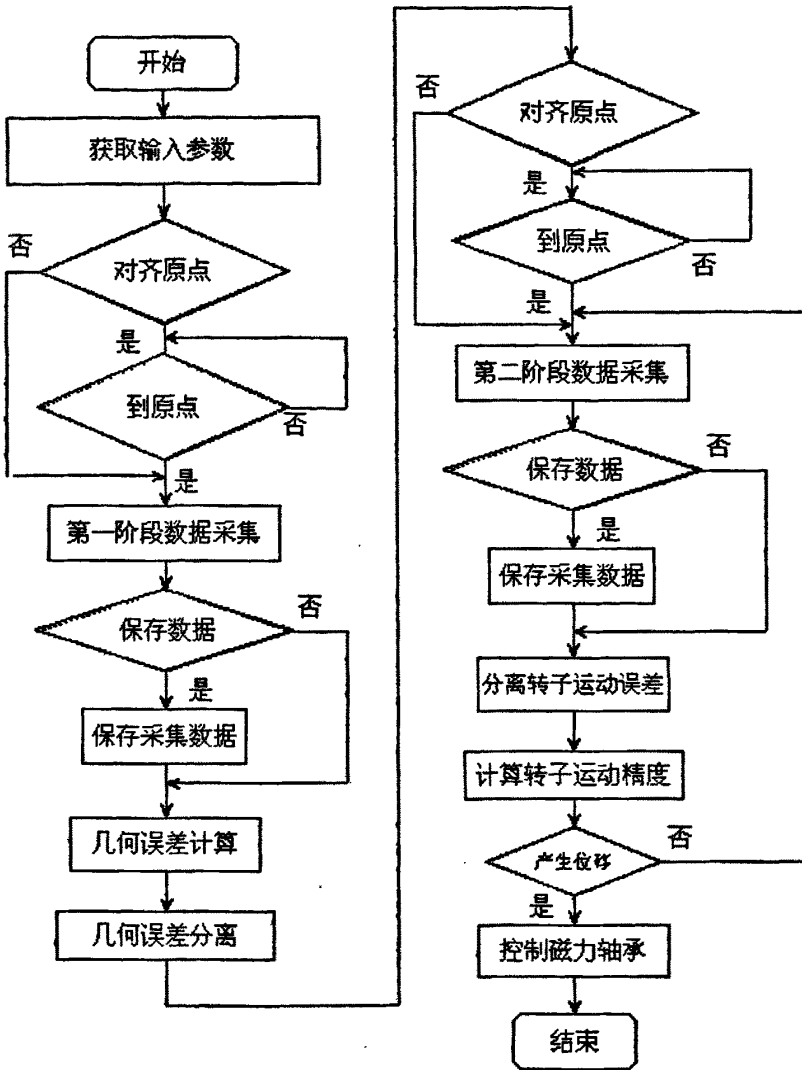 开始
获取输入参数
否
对齐原点
是
到原点
否
是
第一阶段数据采集
否
保存数据
是
保存采集数据
几何误差计算
几何误差分离
否
对齐原点
是
到原点
否
是
第二阶段数据采集
否
保存数据
是
保存采集数据
分离转子运动误差
计算转子运动精度
否
产生位移
是
控制磁力轴承
结束